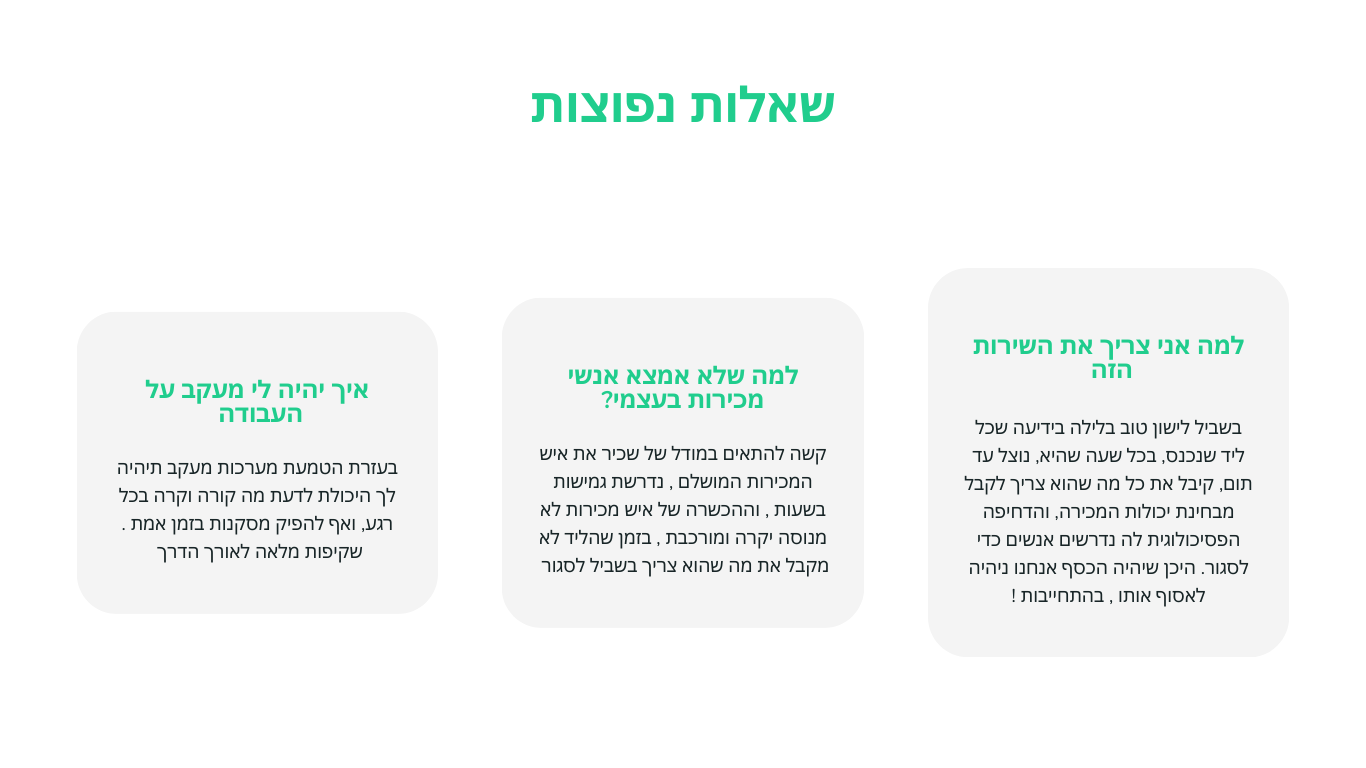 שאלות נפוצות
למה אני צריך את השירות
הזה
בשביל לישון טוב בלילה בידיעה שכל
ליד שנכנס, בכל שעה שהיא, נוצל עד
תום, קיבל את כל מה שהוא צריך לקבל
מבחינת יכולות המכירה, והדחיפה
הפסיכולוגית לה נדרשים אנשים כדי
לסגור. היכן שיהיה הכסף אנחנו ניהיה
לאסוף אותו , בהתחייבות !
למה שלא אמצא אנשי
מכירות בעצמי?
קשה להתאים במודל של שכיר את איש
המכירות המושלם , נדרשת גמישות
בשעות , וההכשרה של איש מכירות לא
מנוסה יקרה ומורכבת , בזמן שהליד לא
מקבל את מה שהוא צריך בשביל לסגור
איך יהיה לי מעקב על
העבודה
בעזרת הטמעת מערכות מעקב תיהיה
לך היכולת לדעת מה קורה וקרה בכל
רגע, ואף להפיק מסקנות בזמן אמת .
שקיפות מלאה לאורך הדרך